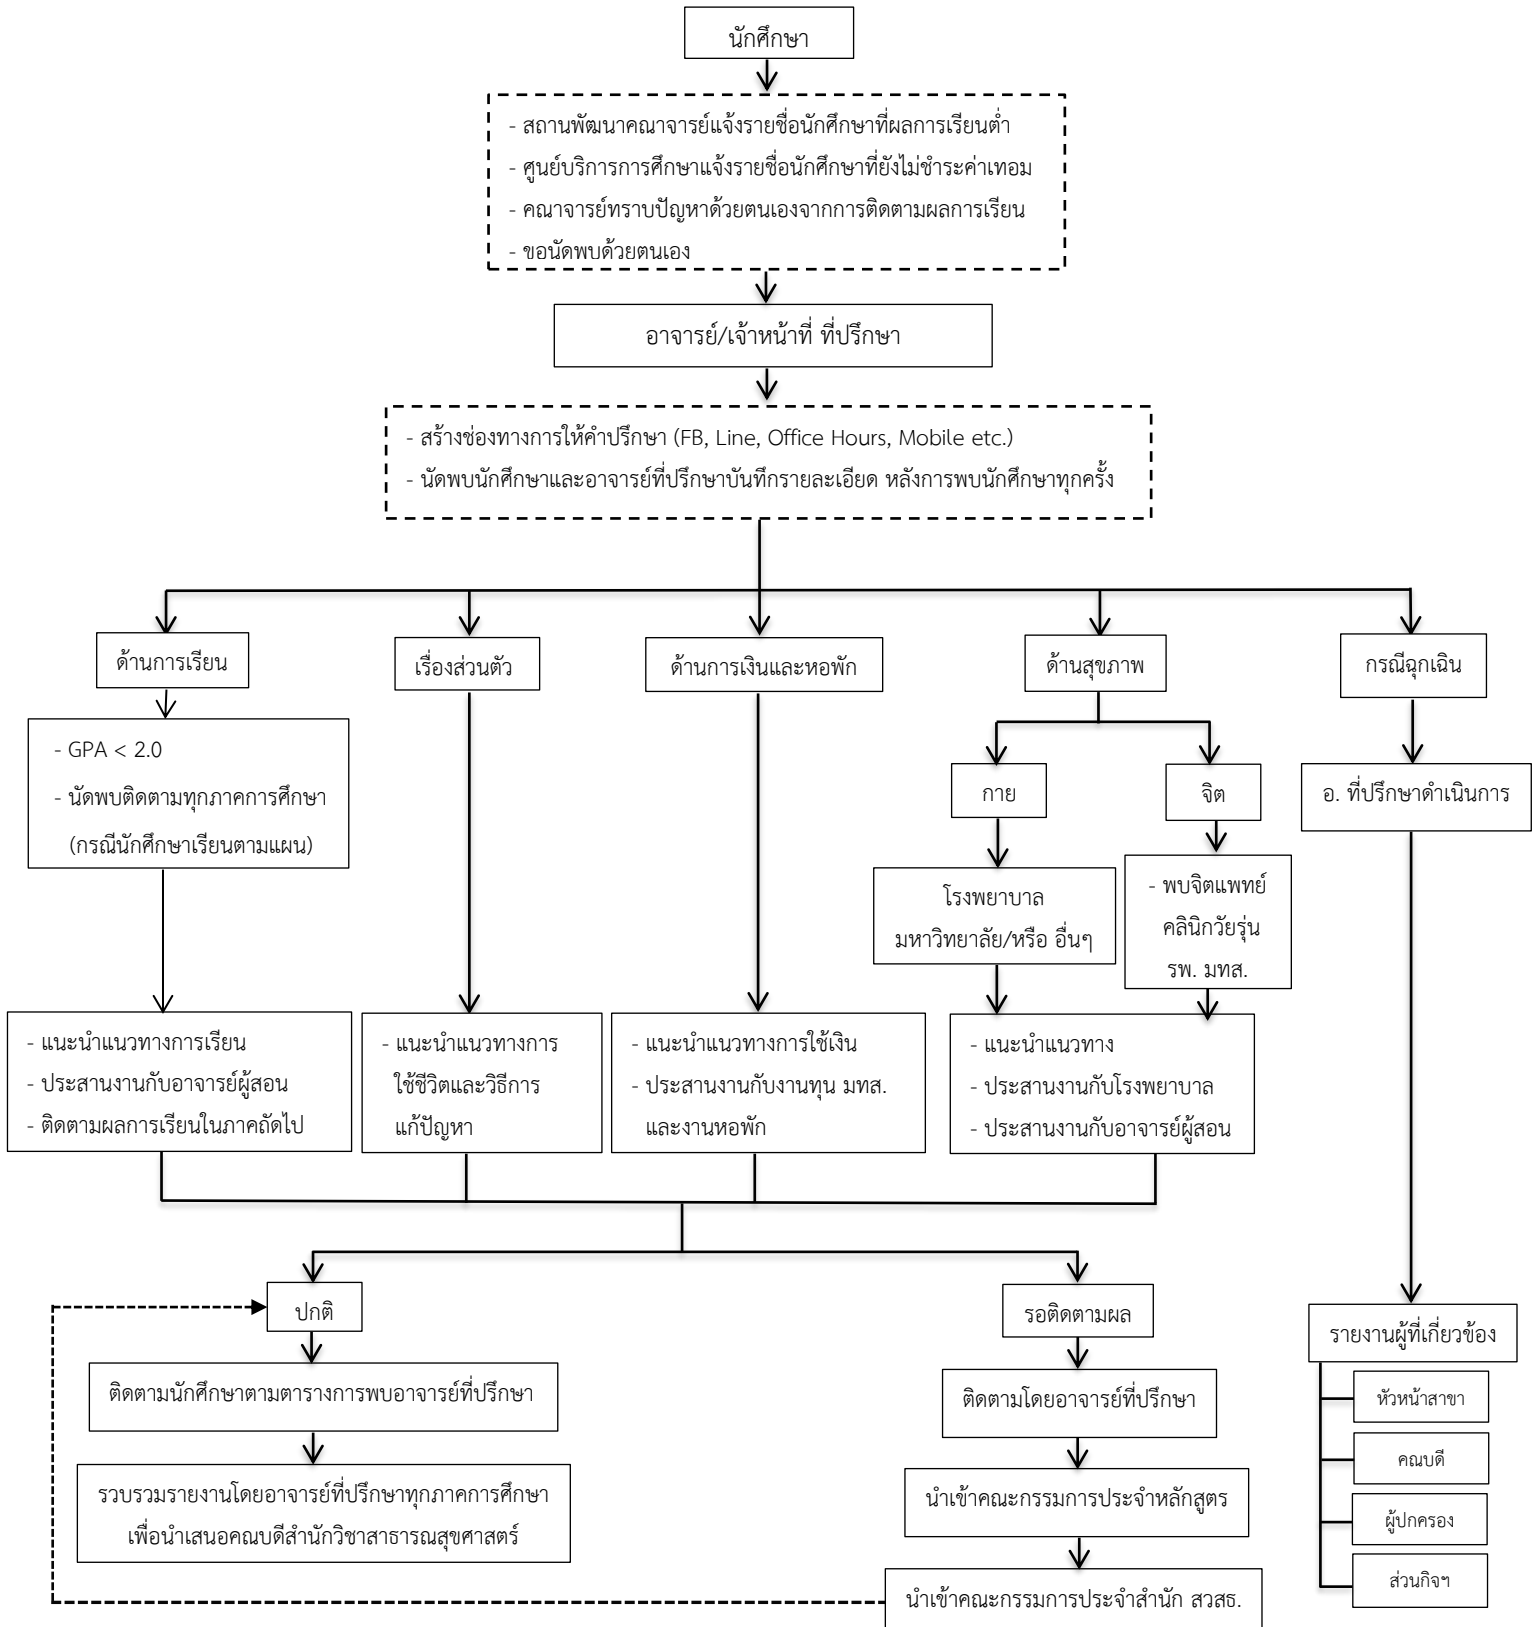 นักศึกษา
- สถานพัฒนาคณาจารย์แจ้งรายชื่อนักศึกษาที่ผลการเรียนต่ำ
- ศูนย์บริการการศึกษาแจ้งรายชื่อนักศึกษาที่ยังไม่ชำระค่าเทอม
- คณาจารย์ทราบปัญหาด้วยตนเองจากการติดตามผลการเรียน
- ขอนัดพบด้วยตนเอง
อาจารย์/เจ้าหน้าที่ ที่ปรึกษา
- สร้างช่องทางการให้คำปรึกษา (FB, Line, Office Hours, Mobile etc.)
- นัดพบนักศึกษาและอาจารย์ที่ปรึกษาบันทึกรายละเอียด หลังการพบนักศึกษาทุกครั้ง
ด้านการเรียน
เรื่องส่วนตัว
ด้านการเงินและหอพัก
ด้านสุขภาพ
กรณีฉุกเฉิน
- GPA < 2.0
- นัดพบติดตามทุกภาคการศึกษา
(กรณีนักศึกษาเรียนตามแผน)
กาย
จิต
อ. ที่ปรึกษาดำเนินการ
โรงพยาบาล
มหาวิทยาลัย/หรือ อื่นๆ
- พบจิตแพทย์
คลินิกวัยรุ่น
รพ. มทส.
- แนะนำแนวทางการเรียน
- ประสานงานกับอาจารย์ผู้สอน
- ติดตามผลการเรียนในภาคถัดไป
- แนะนำแนวทางการ
ใช้ชีวิตและวิธีการ
แก้ปัญหา
- แนะนำแนวทางการใช้เงิน
- ประสานงานกับงานทุน มทส.
และงานหอพัก
- แนะนำแนวทาง
- ประสานงานกับโรงพยาบาล
- ประสานงานกับอาจารย์ผู้สอน
ปกติ
รอติดตามผล
รายงานผู้ที่เกี่ยวข้อง
ติดตามนักศึกษาตามตารางการพบอาจารย์ที่ปรึกษา
ติดตามโดยอาจารย์ที่ปรึกษา
หัวหน้าสาขา
คณบดี
ผู้ปกครอง
ส่วนกิจฯ
รวบรวมรายงานโดยอาจารย์ที่ปรึกษาทุกภาคการศึกษา
เพื่อนำเสนอคณบดีสำนักวิชาสาธารณสุขศาสตร์
นำเข้าคณะกรรมการประจำหลักสูตร
นำเข้าคณะกรรมการประจำสำนัก สวสธ.